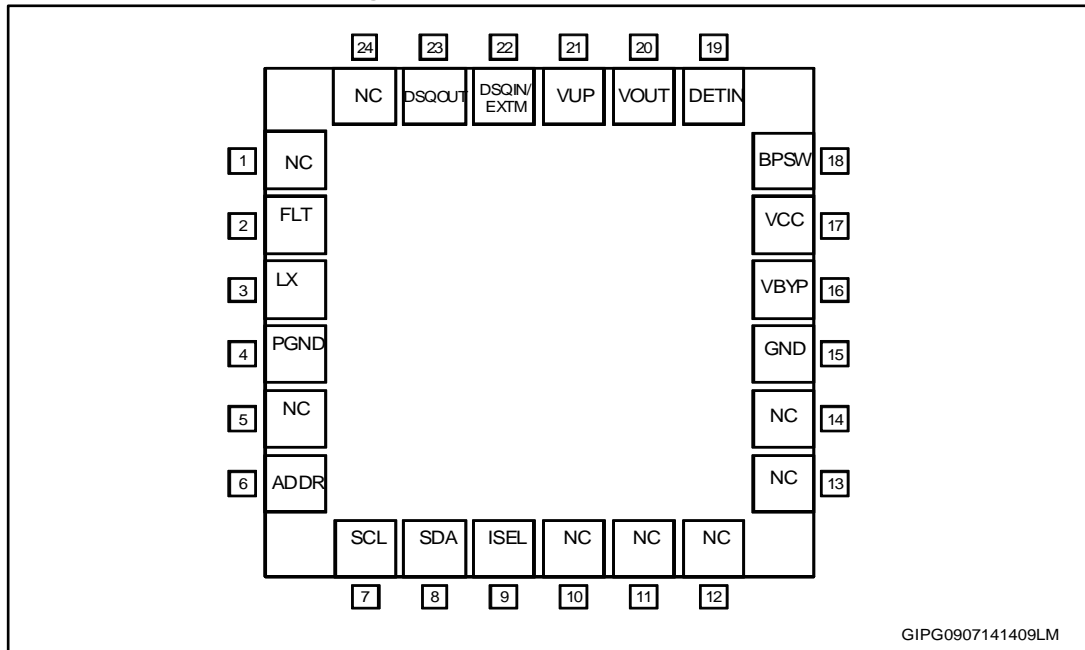 24 23 22 21 20 19
NC DSQOUT DSQIN/ VUP VOUT DETIN
EXTM
1 NC BPSW 18
2 FLT VCC 17
3 LX VBYP 16
4 PGND GND 15
5 NC NC 14
6 ADDR NC 13
SCL SDA ISEL NC NC NC
7 8 9 10 11 12
GIPG0907141409LM